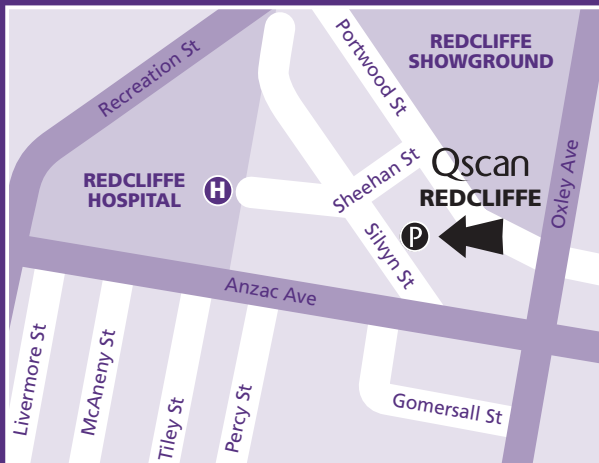 Recreation St
Portwood St
REDCLIFFE
SHOWGROUND
REDCLIFFE
HOSPITAL
H
Sheehan St
Qscan
REDCLIFFE
Oxley Ave
P
Silvyn St
Anzac Ave
Livermore St
McAneny St
Tiley St
Percy St
Gomersall St